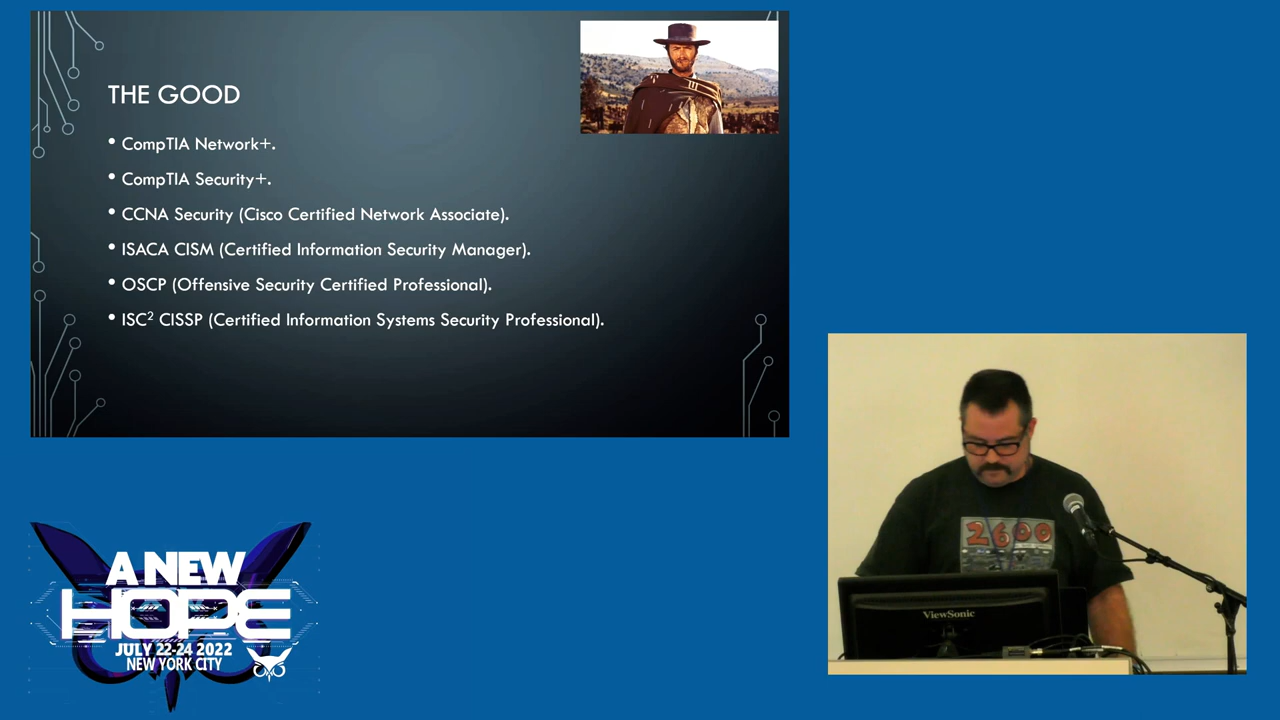 THE GOOD
• CompTIA Network+.
• CompTIA Security+.
• CCNA Security (Cisco Certified Network Associate).
• ISACA CISM (Certified Information Security Manager).
• OSCP (Offensive Security Certified Professional).
• ISC² CISSP (Certified Information Systems Security Professional).
2600
ViewSonic
A NEW
HOPE
JULY 22-24 2022
NEW YORK CITY